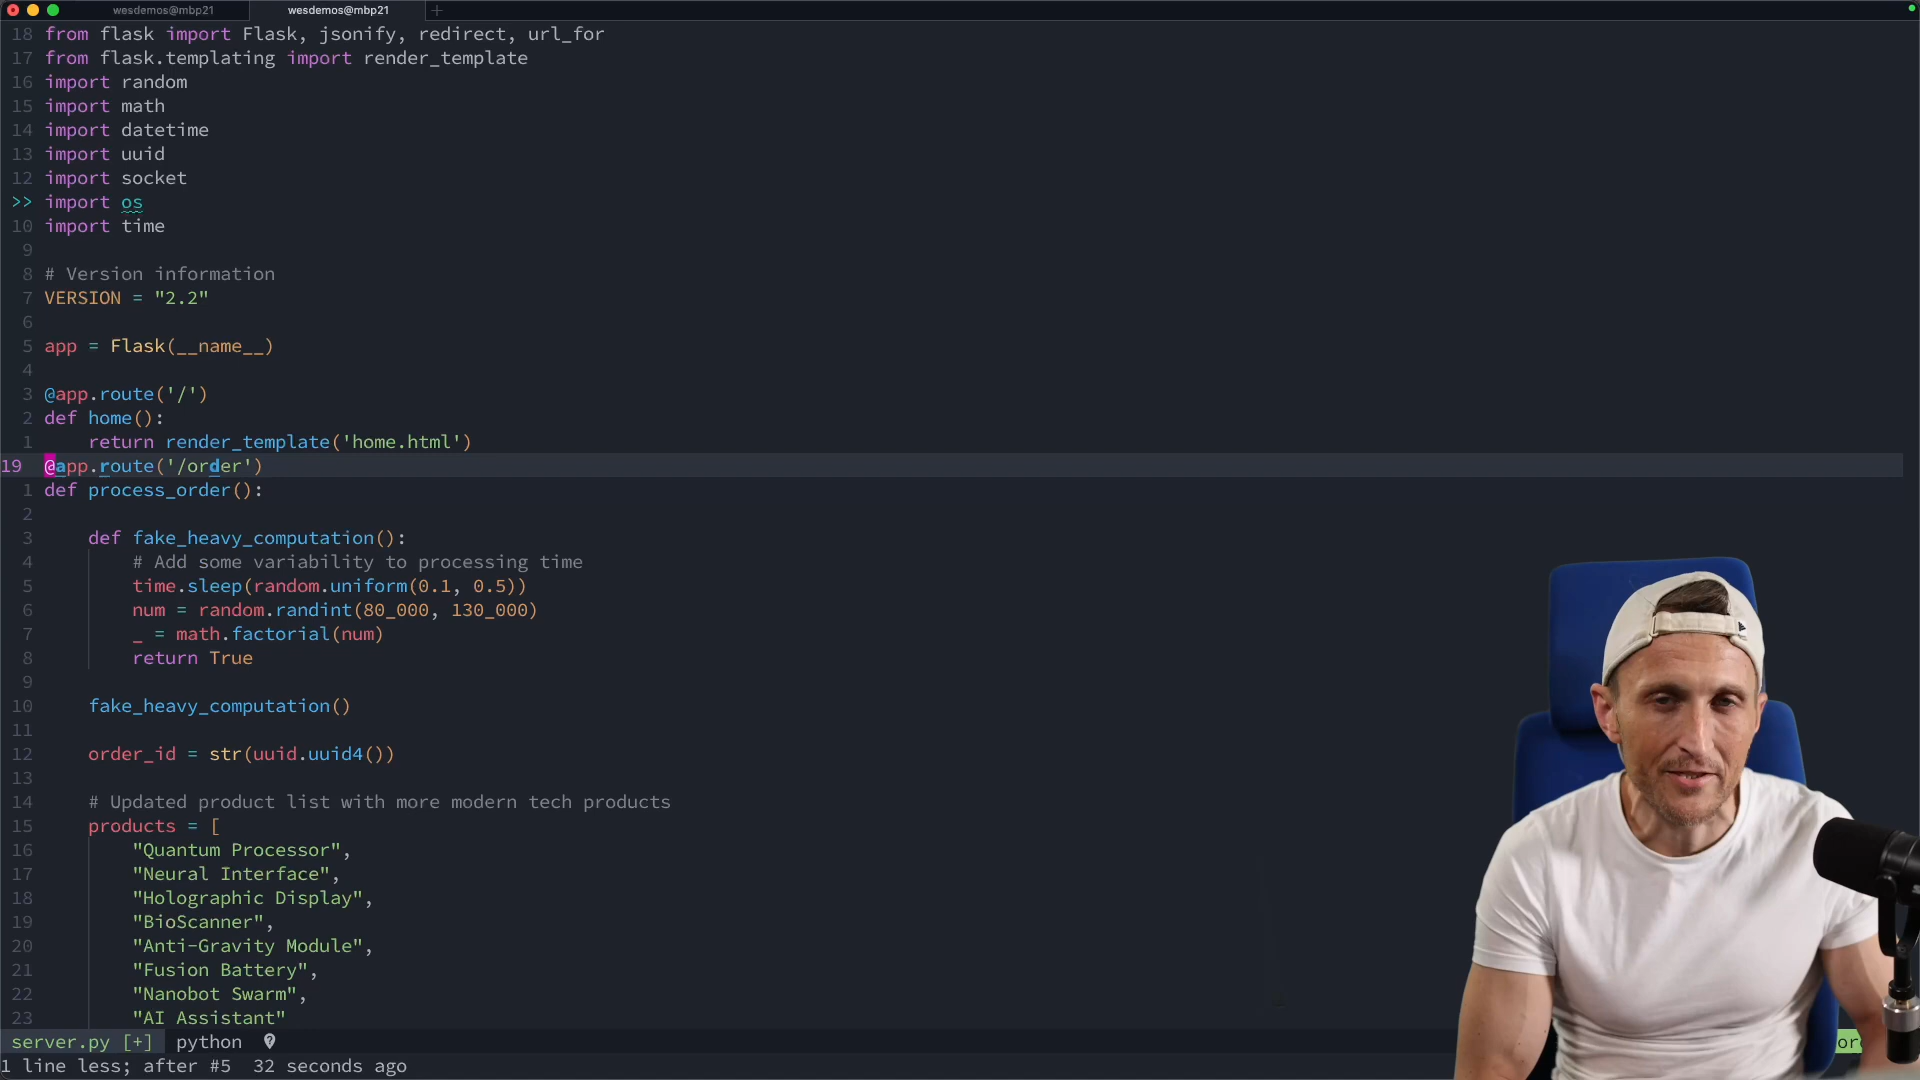 wesdemos@mbp21 wesdemos@mbp21 +
18 from flask import Flask, jsonify, redirect, url_for
17 from flask.templating import render_template
16 import random
15 import math
14 import datetime
13 import uuid
12 import socket
>> import os
10 import time
9
8 # Version information
7 VERSION = "2.2"
6
5 app = Flask(__name__)
4
3 @app.route('/')
2 def home():
1 return render_template('home.html')
19 @app.route('/order')
1 def process_order():
2
3 def fake_heavy_computation():
4 # Add some variability to processing time
5 time.sleep(random.uniform(0.1, 0.5))
6 num = random.randint(80_000, 130_000)
7 _ = math.factorial(num)
8 return True
9
10 fake_heavy_computation()
11
12 order_id = str(uuid.uuid4())
13
14 # Updated product list with more modern tech products
15 products = [
16 "Quantum Processor",
17 "Neural Interface",
18 "Holographic Display",
19 "BioScanner",
20 "Anti-Gravity Module",
21 "Fusion Battery",
22 "Nanobot Swarm",
23 "AI Assistant"
server.py [+] python
1 line less; after #5 32 seconds ago